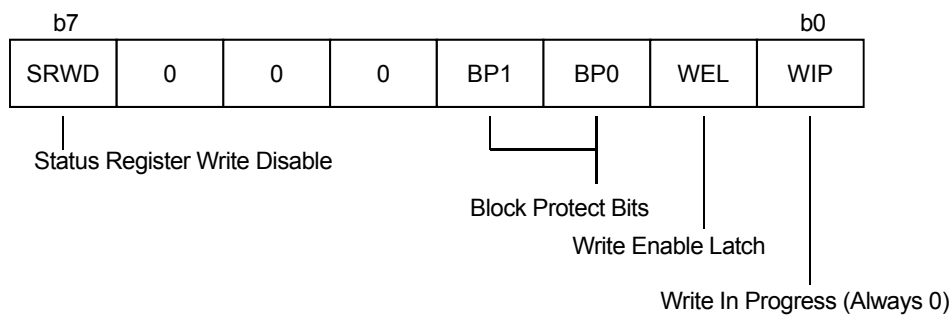 b7 b0
SRWD 0 0 0 BP1 BP0 WEL WIP
Status Register Write Disable
Block Protect Bits
Write Enable Latch
Write In Progress (Always 0)